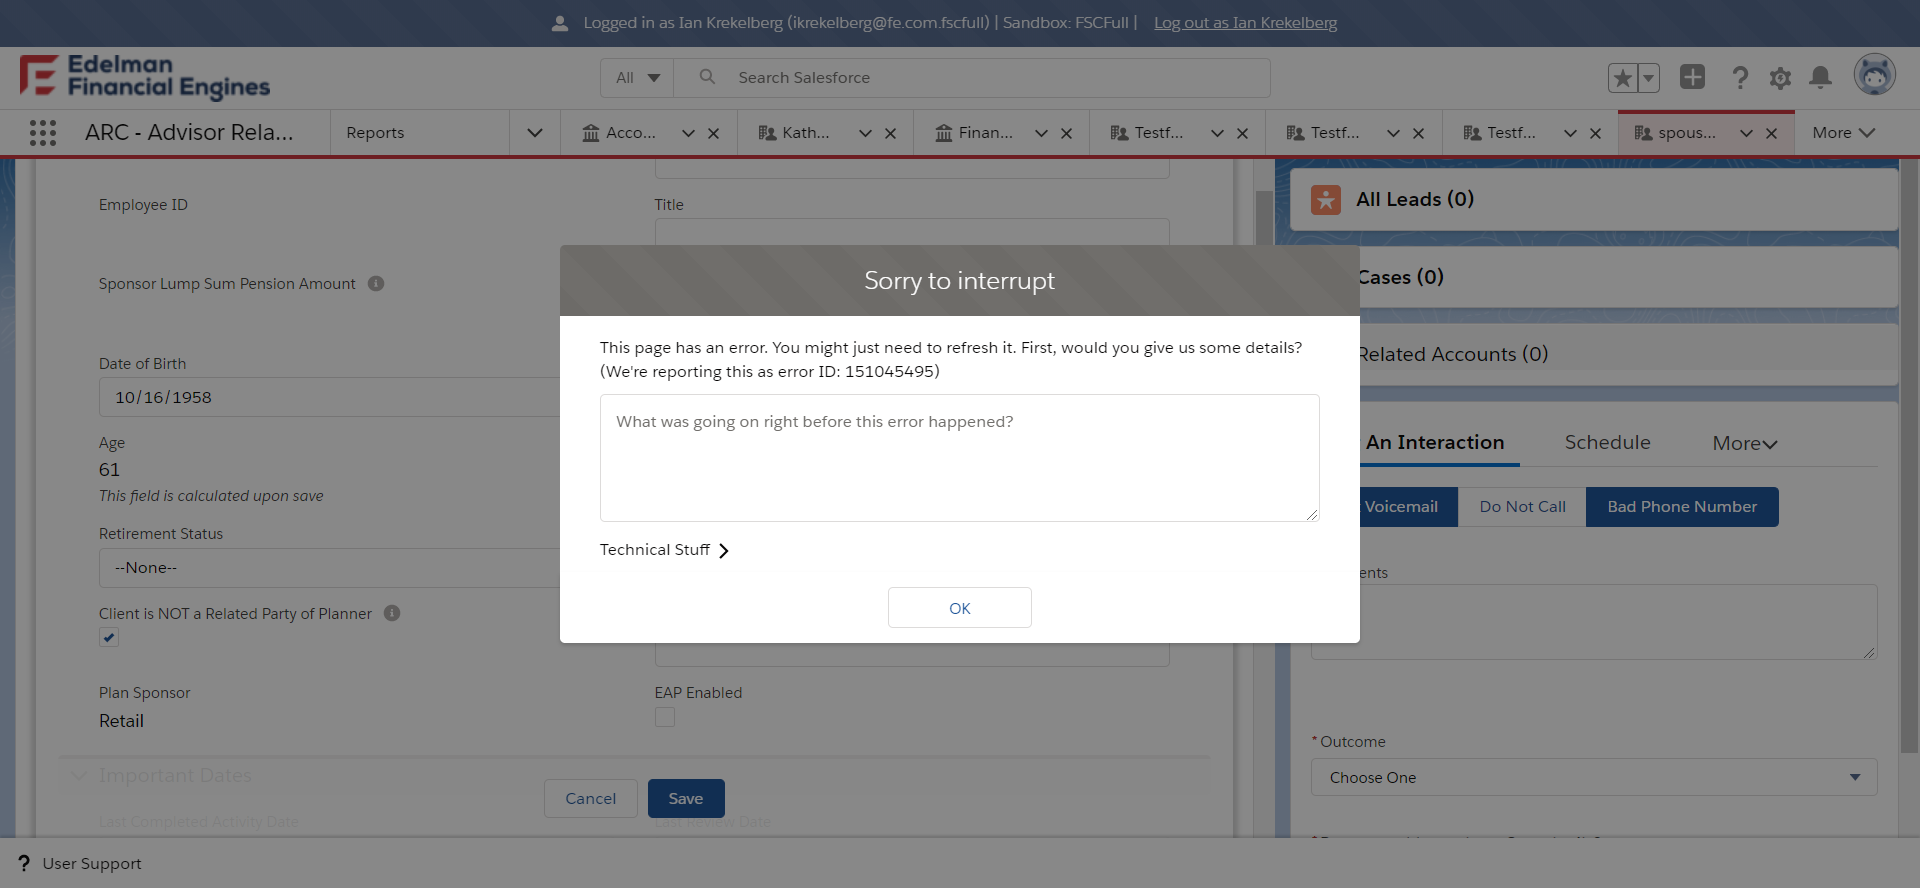 Logged in as Ian Krekelberg (ikrekelberg@fe.com.fscfull) | Sandbox: FSCFull | Log out as Ian Krekelberg
Edelman
Financial Engines
All
Search Salesforce
ARC - Advisor Rela...
Reports
Acco...
Kath...
Finan...
Testf...
Testf...
Testf...
spous...
More
Employee ID
Title
Sponsor Lump Sum Pension Amount
Date of Birth
10/16/1958
Age
61
This field is calculated upon save
Retirement Status
--None--
Client is NOT a Related Party of Planner
Plan Sponsor
Retail
EAP Enabled
Important Dates
Last Completed Activity Date
Last Review Date
Cancel
Save
Sorry to interrupt
This page has an error. You might just need to refresh it. First, would you give us some details?
(We're reporting this as error ID: 151045495)
What was going on right before this error happened?
Technical Stuff
OK
All Leads (0)
Cases (0)
Related Accounts (0)
An Interaction
Schedule
More
Voicemail
Do Not Call
Bad Phone Number
ents
* Outcome
Choose One
? User Support